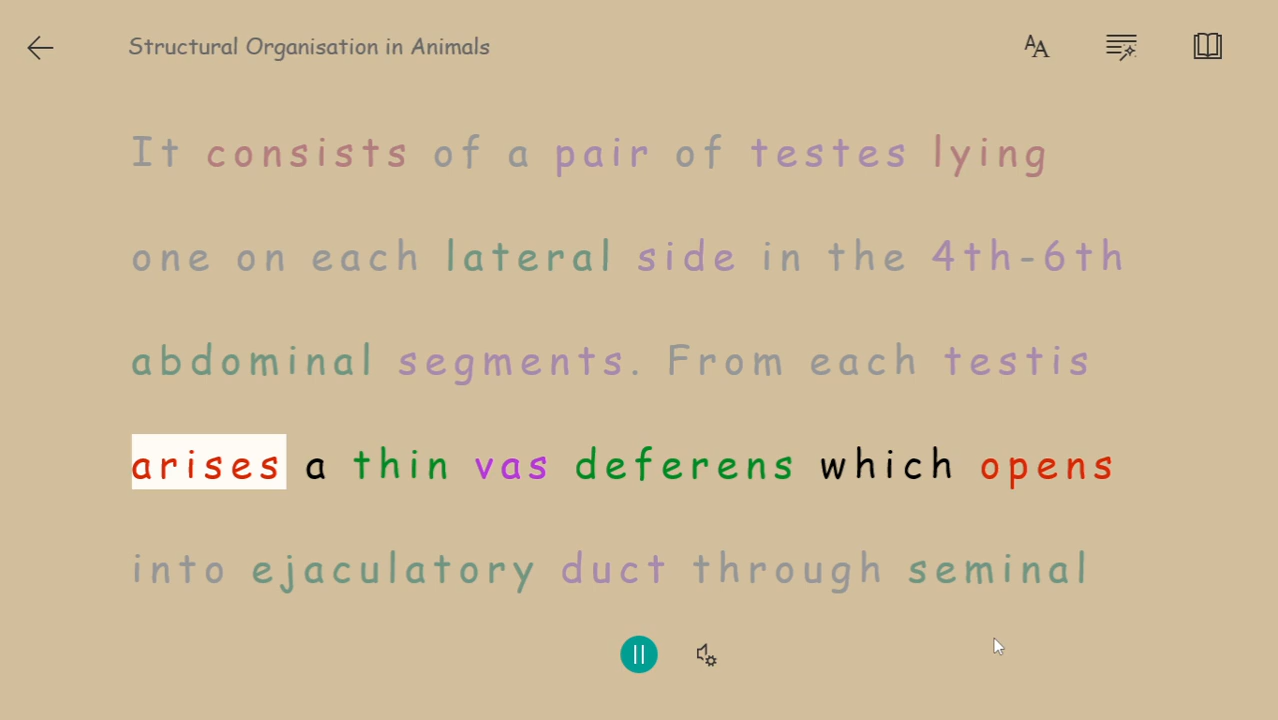 Structural Organisation in Animals
It consists of a pair of testes lying
one on each lateral side in the 4th-6th
abdominal segments. From each testis
arises a thin vas deferens which opens
into ejaculatory duct through seminal